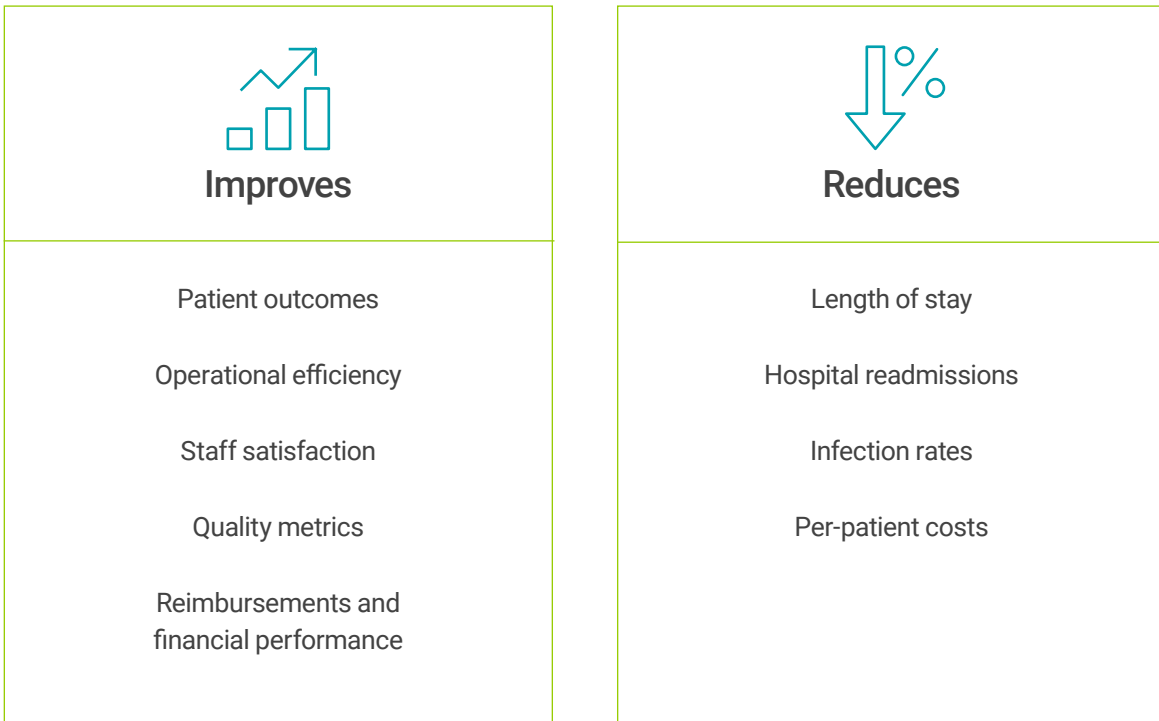 Improves
Patient outcomes
Operational efficiency
Staff satisfaction
Quality metrics
Reimbursements and
financial performance
%
Reduces
Length of stay
Hospital readmissions
Infection rates
Per-patient costs